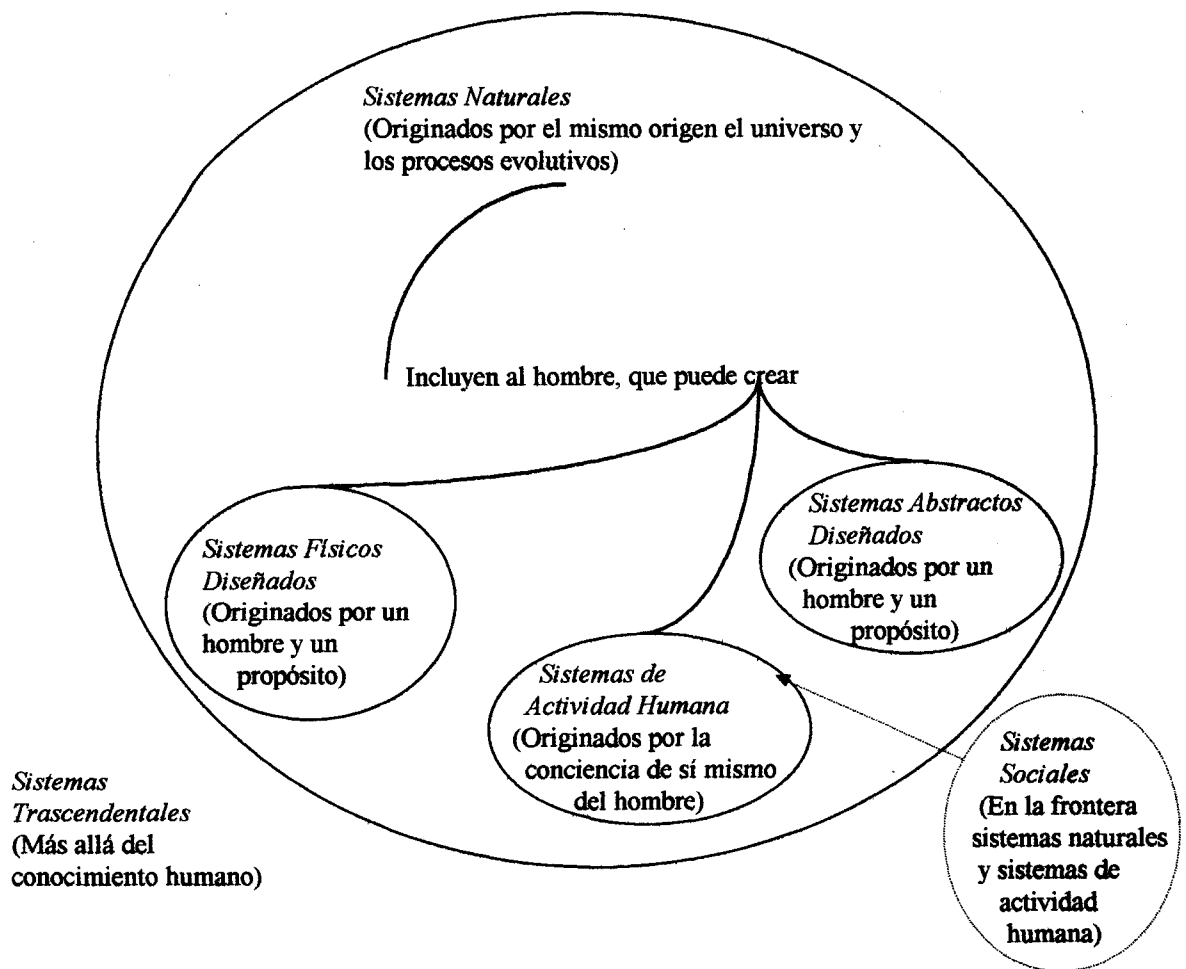 Sistemas Naturales
(Originados por el mismo origen el universo y
los procesos evolutivos)
Incluyen al hombre, que puede crear
Sistemas Físicos
Diseñados
(Originados por un
hombre y un
propósito)
Sistemas de
Actividad Humana
(Originados por la
conciencia de sí mismo
del hombre)
Sistemas Abstractos
Diseñados
(Originados por un
hombre y un
propósito)
Sistemas
Sociales
(En la frontera
sistemas naturales
y sistemas de
actividad
humana)
Sistemas
Trascendentales
(Más allá del
conocimiento humano)